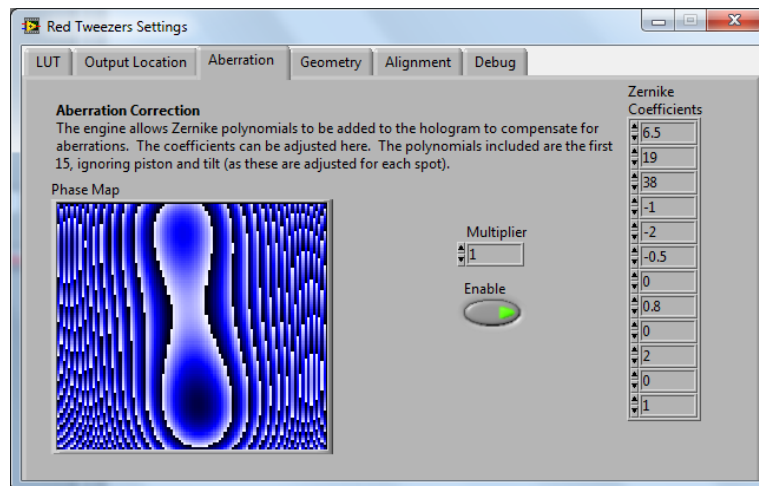 Red Tweezers Settings
LUT Output Location Aberration Geometry Alignment Debug
Aberration Correction
The engine allows Zernike polynomials to be added to the hologram to compensate for
aberrations. The coefficients can be adjusted here. The polynomials included are the first
15, ignoring piston and tilt (as these are adjusted for each spot).
Phase Map
Multiplier
1
Enable
Zernike
Coefficients
6.5
19
38
-1
-2
-0.5
0
0.8
0
2
0
1